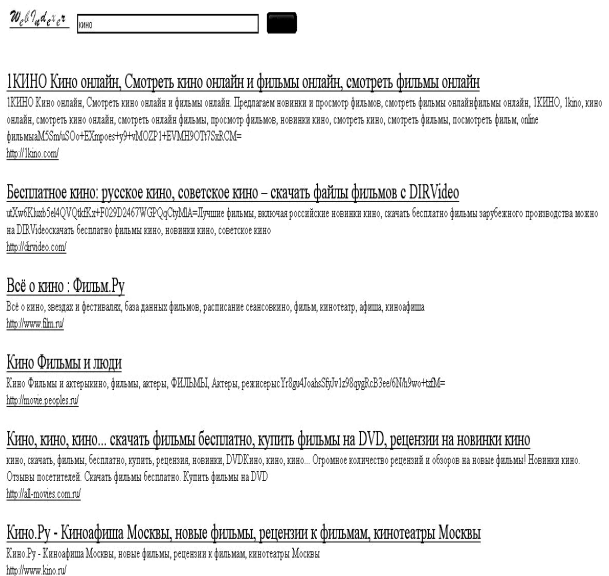 WebIndexer
кино
1КИНО Кино онлайн, Смотреть кино онлайн и фильмы онлайн, смотреть фильмы онлайн
1КИНО Кино онлайн, Смотреть кино онлайн и фильмы онлайн. Предлагаем новинки и просмотр фильмов, смотреть фильмы онлайнфильмы онлайн, 1КИНО, 1kino, кино
онлайн, смотреть кино онлайн, смотреть онлайн фильмы, просмотр фильмов, новинки кино, смотреть кино, смотреть фильмы, посмотреть фильм, online
http://1kino.com/
Бесплатное кино: русское кино, советское кино – скачать файлы фильмов с DIRVideo
фильмы, включая российские новинки кино, скачать бесплатно фильмы зарубежного производства можно
на DIRVideoскачать бесплатно фильмы кино, новинки кино, советское кино
http://dirvideo.com/
Всё о кино : Фильм.Ру
Всё о кино, звездах и фестивалях, база данных фильмов, расписание сеансовкино, фильм, кинотеатр, афиша, киноафиша
http://www.film.ru/
Кино Фильмы и люди
Кино Фильмы и актерыкино, фильмы, актеры, ФИЛЬМЫ, Актеры,
http://movie.peoples.ru/
Кино, кино, кино... скачать фильмы бесплатно, купить фильмы на DVD, рецензии на новинки кино
кино, скачать, фильмы, бесплатно, купить, рецензия, новинки, DVDКино, кино, кино... Огромное количество рецензий и обзоров на новые фильмы! Новинки кино.
Отзывы посетителей. Скачать фильмы бесплатно. Купить фильмы на DVD
http://all-movies.com.ru/
Кино.Ру - Киноафиша Москвы, новые фильмы, рецензии к фильмам, кинотеатры Москвы
Кино.Ру - Киноафиша Москвы, новые фильмы, рецензии к фильмам, кинотеатры Москвы
http://www.kino.ru/